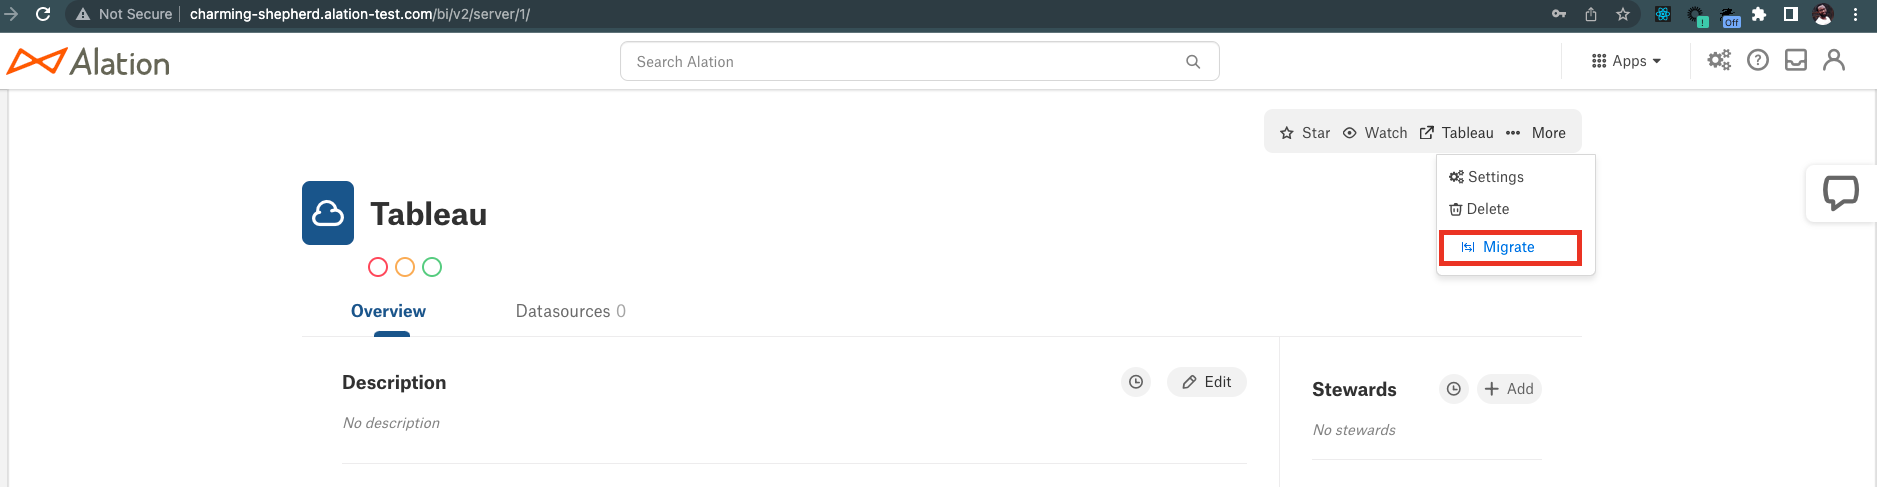 Not Secure charming-shepherd.alation-test.com/bi/v2/server/1/
! Off
Alation
Search Alation
Apps
?
Star Watch Tableau More
Settings
Delete
Migrate
Tableau
Overview Datasources 0
Description Edit
No description
Stewards Add
No stewards